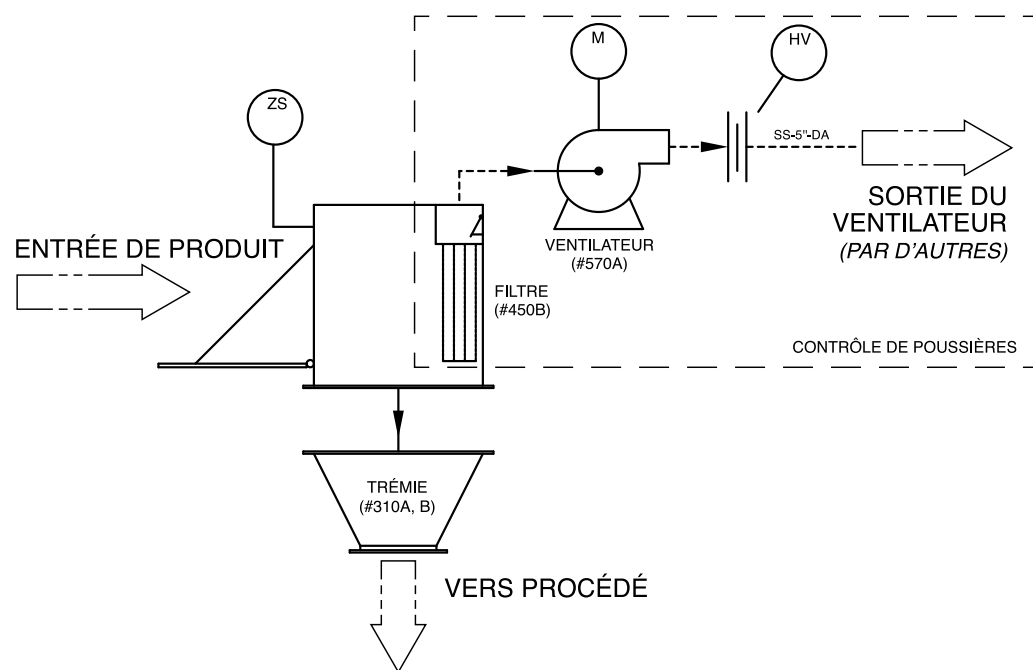 M
HV
ZS
SS-5"-DA
SORTIE DU
VENTILATEUR
(PAR D'AUTRES)
VENTILATEUR
(#570A)
ENTRÉE DE PRODUIT
FILTRE
(#450B)
CONTRÔLE DE POUSSIÈRES
TRÉMIE
(#310A, B)
VERS PROCÉDÉ